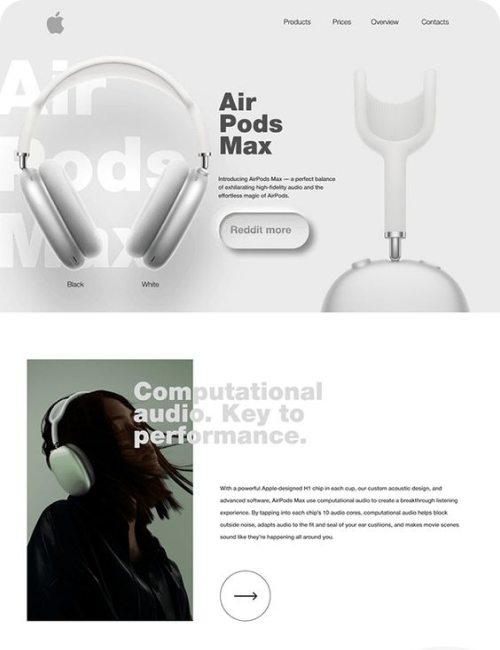 Products Prices Overview Contacts
Air
Pods
Max
Air
Pods
Max
Introducing AirPods Max — a perfect balance
of exhilarating high-fidelity audio and the
effortless magic of AirPods.
Reddit more
Black White
Computational
audio. Key to
performance.
With a powerful Apple-designed H1 chip in each cup, our custom acoustic design, and
advanced software, AirPods Max use computational audio to create a breakthrough listening
experience. By tapping into each chip's 10 audio cores, computational audio helps block
outside noise, adapts audio to the fit and seal of your ear cushions, and makes movie scenes
sound like they're happening all around you.